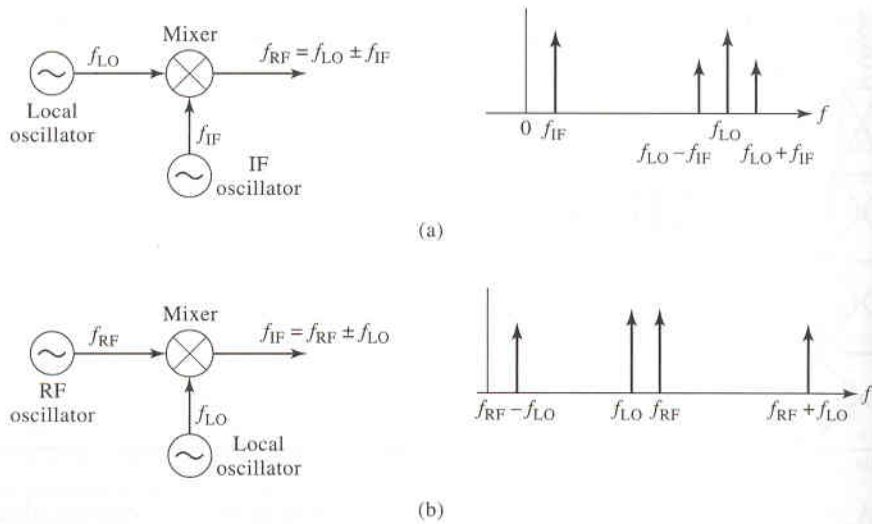 Mixer
f_LO
f_RF = f_LO ± f_IF
Local
oscillator
f_IF
IF
oscillator
0 f_IF f_LO f
f_LO − f_IF f_LO + f_IF
(a)
Mixer
f_RF
f_IF = f_RF ± f_LO
RF
oscillator
f_LO
Local
oscillator
f_RF − f_LO f_LO f_RF f_RF + f_LO f
(b)